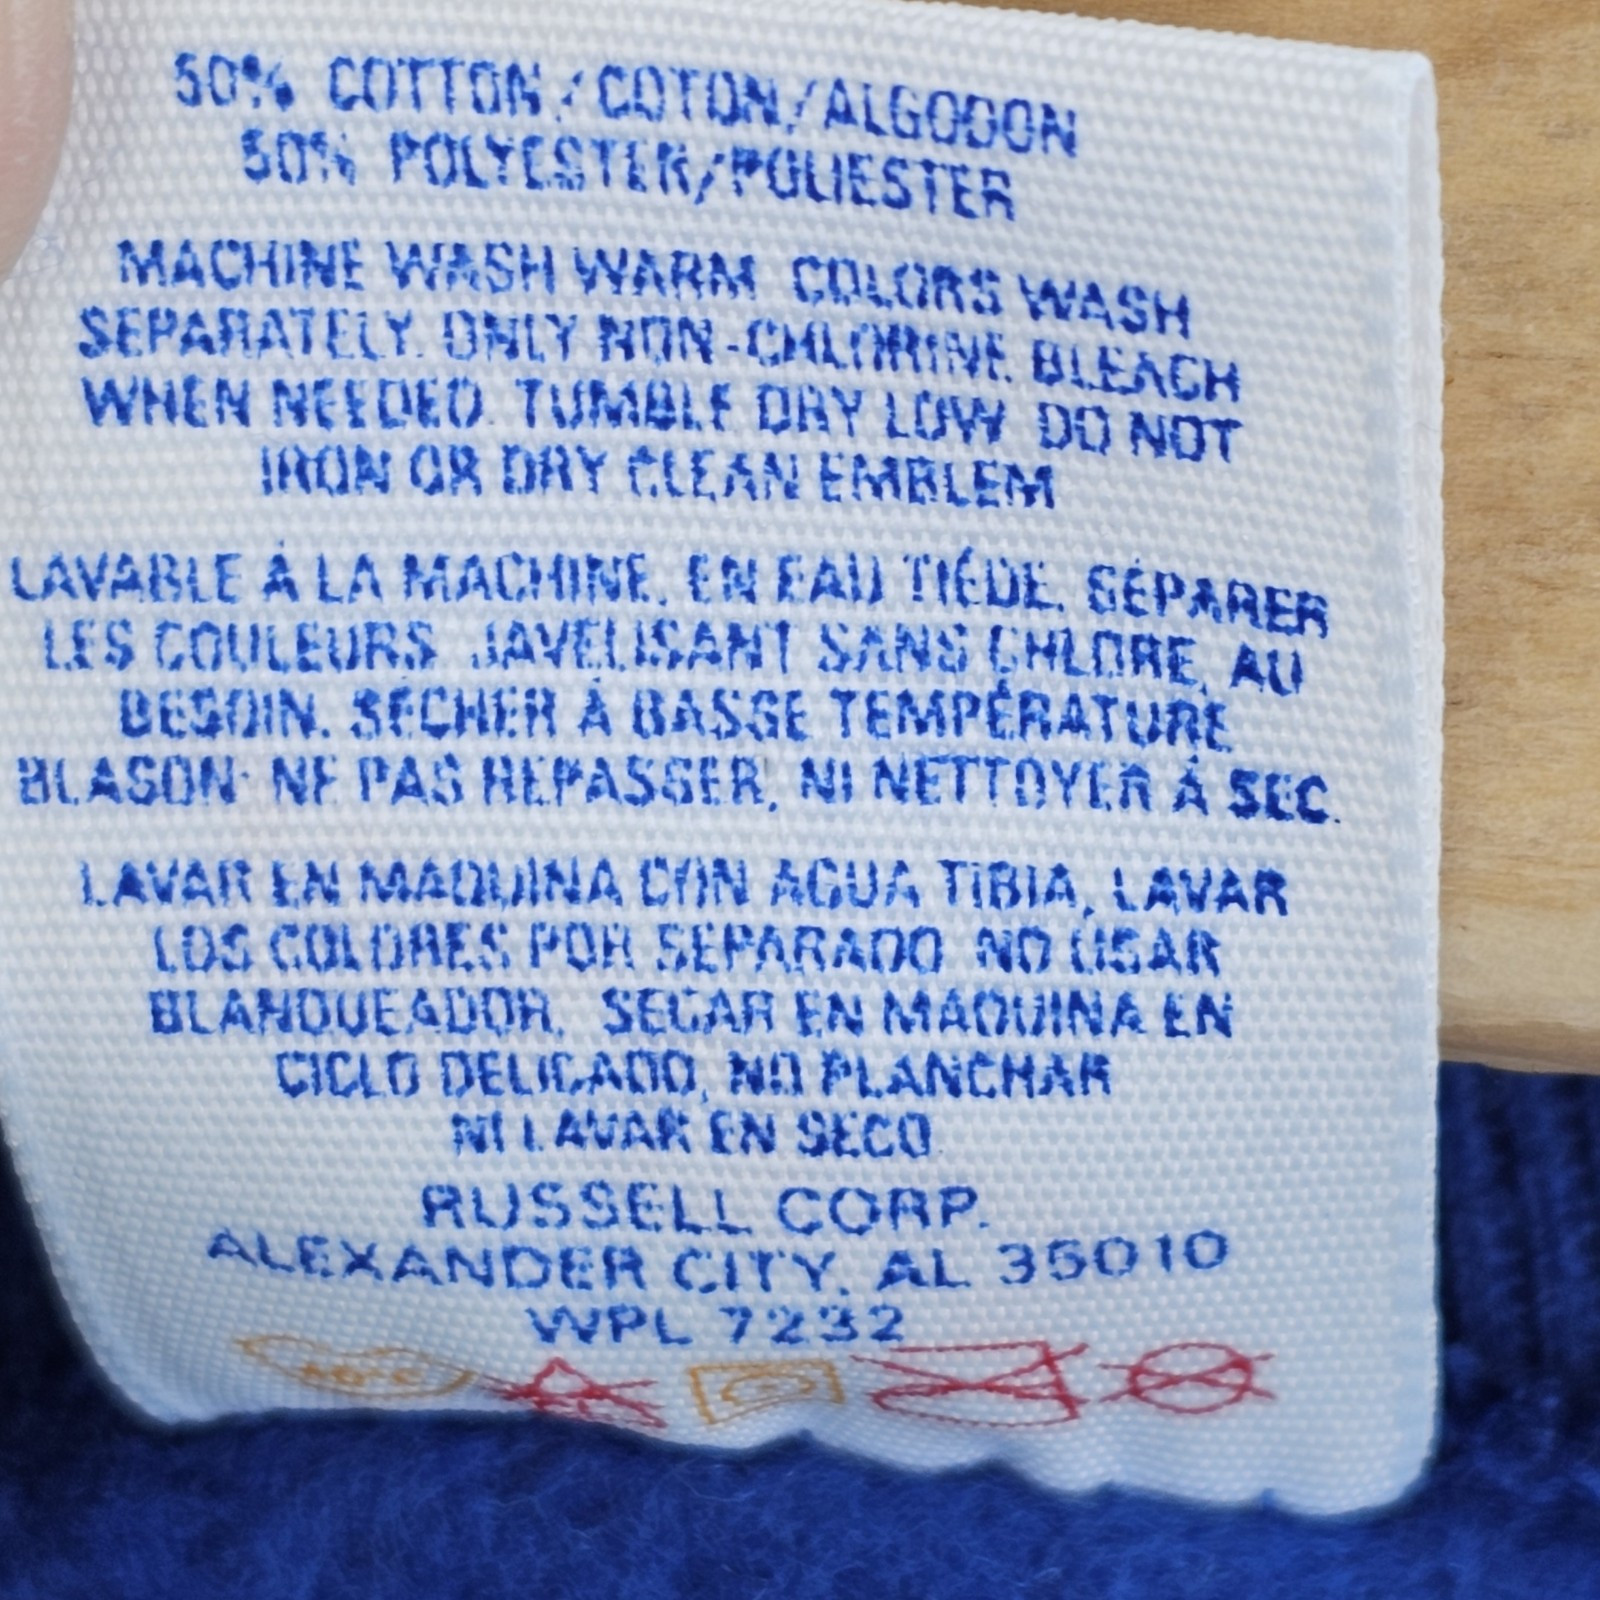 50% COTTON/COTON/ALGODON
50% POLYESTER/POLIESTER
MACHINE WASH WARM. COLORS WASH
SEPARATELY. ONLY NON-CHLORINE BLEACH
WHEN NEEDED. TUMBLE DRY LOW. DO NOT
IRON OR DRY CLEAN EMBLEM
LAVABLE À LA MACHINE, EN EAU TIÉDE. SÉPARER
LES COULEURS. JAVELISANT SANS CHLORE, AU
BESOIN. SÉCHER À BASSE TEMPÉRATURE
BLASON: NE PAS REPASSER, NI NETTOYER À SEC.
LAVAR EN MAQUINA CON AGUA TIBIA, LAVAR
LOS COLORES POR SEPARADO. NO USAR
BLANQUEADOR. SECAR EN MAQUINA EN
CICLO DELICADO, NO PLANCHAR
NI LAVAR EN SECO.
RUSSELL CORP.
ALEXANDER CITY, AL 35010
WPL 7232